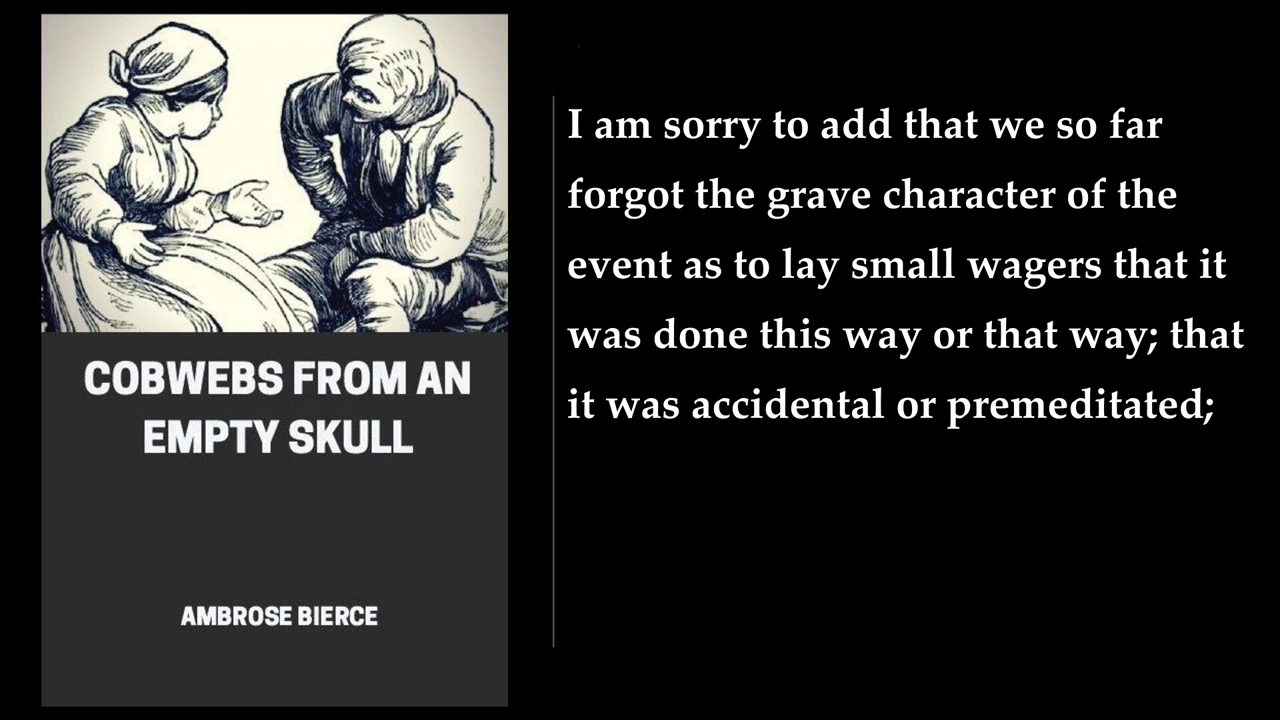 COBWEBS FROM AN
EMPTY SKULL
AMBROSE BIERCE
I am sorry to add that we so far
forgot the grave character of the
event as to lay small wagers that it
was done this way or that way; that
it was accidental or premeditated;